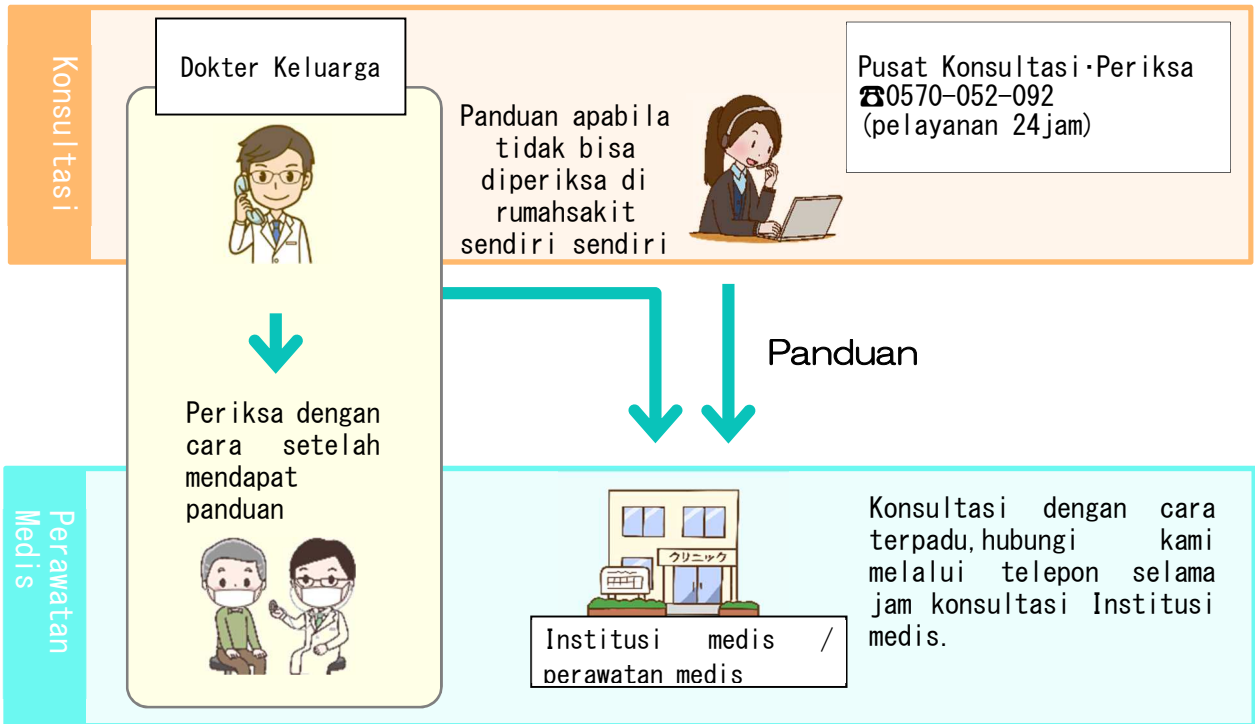 Konsultasi
Dokter Keluarga
Panduan apabila
tidak bisa
diperiksa di
rumahsakit
sendiri sendiri
Pusat Konsultasi・Periksa
☎0570-052-092
(pelayanan 24jam)
Panduan
Periksa dengan
cara setelah
mendapat
panduan
Perawatan
Medis
クリニック
Institusi medis /
perawatan medis
Konsultasi dengan cara
terpadu,hubungi kami
melalui telepon selama
jam konsultasi Institusi
medis.